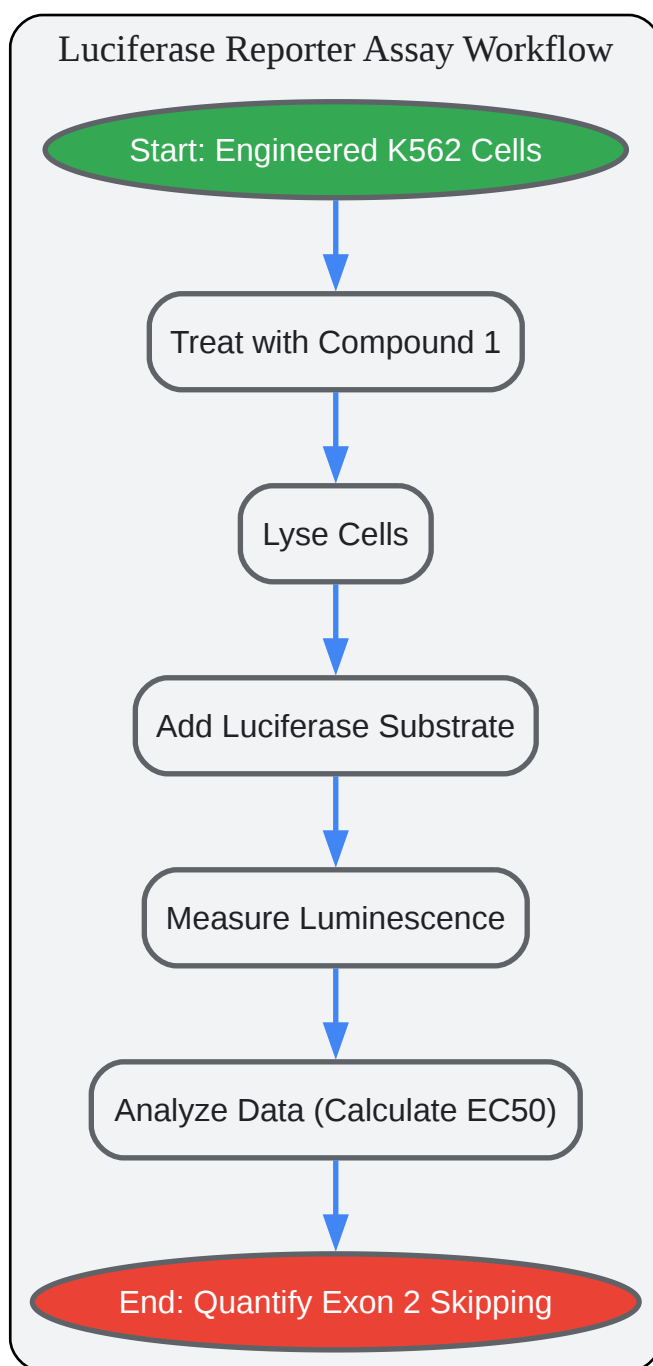 Luciferase Reporter Assay Workflow
Start: Engineered K562 Cells
Treat with Compound 1
Lyse Cells
Add Luciferase Substrate
Measure Luminescence
Analyze Data (Calculate EC50)
End: Quantify Exon 2 Skipping